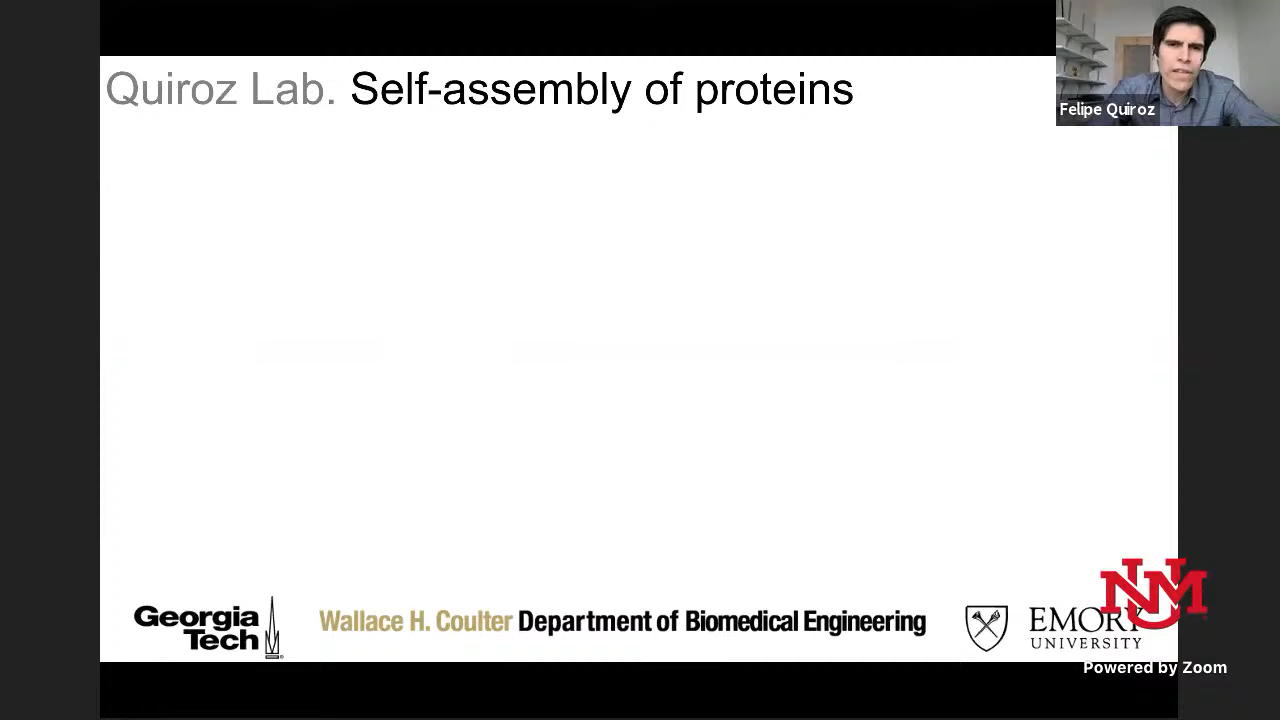 Quiroz Lab. Self-assembly of proteins
Felipe Quiroz
Georgia
Tech
Wallace H. Coulter Department of Biomedical Engineering
EMORY
UNIVERSITY
UNM
Powered by Zoom